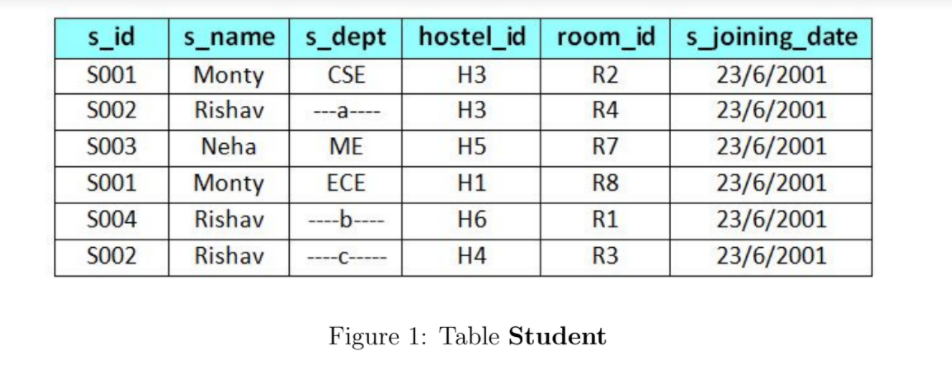 s_id s_name s_dept hostel_id room_id s_joining_date
S001 Monty CSE H3 R2 23/6/2001
S002 Rishav ---a---- H3 R4 23/6/2001
S003 Neha ME H5 R7 23/6/2001
S001 Monty ECE H1 R8 23/6/2001
S004 Rishav ----b---- H6 R1 23/6/2001
S002 Rishav ----c----- H4 R3 23/6/2001
Figure 1: Table Student